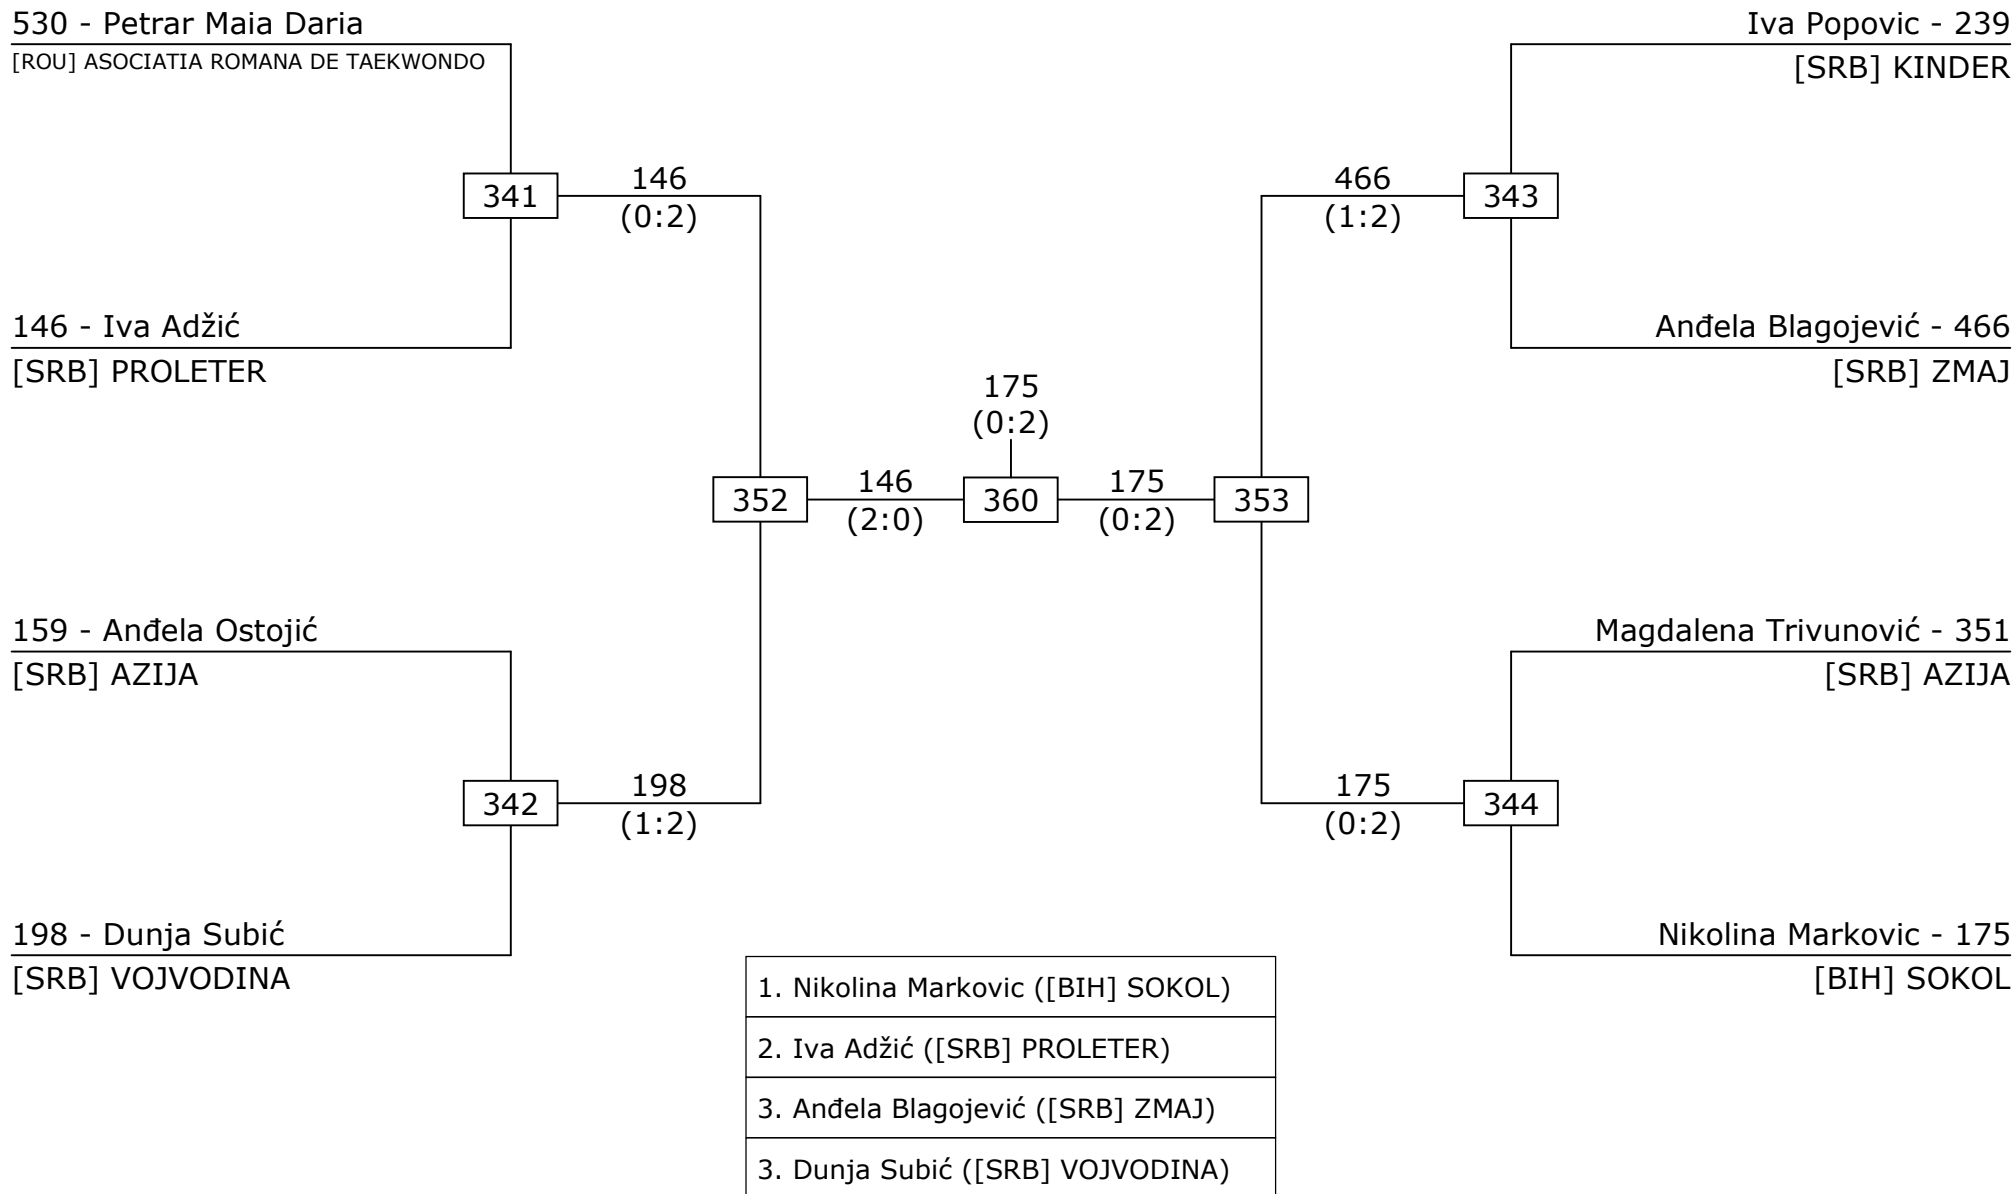 530 - Petrar Maia Daria
[ROU] ASOCIATIA ROMANA DE TAEKWONDO
341
146
(0:2)
146 - Iva Adžić
[SRB] PROLETER
159 - Anđela Ostojić
[SRB] AZIJA
342
198
(1:2)
198 - Dunja Subić
[SRB] VOJVODINA
352
146
(2:0)
175
(0:2)
360
175
(0:2)
353
Iva Popovic - 239
[SRB] KINDER
466
(1:2)
343
Anđela Blagojević - 466
[SRB] ZMAJ
Magdalena Trivunović - 351
[SRB] AZIJA
175
(0:2)
344
Nikolina Markovic - 175
[BIH] SOKOL
1. Nikolina Markovic ([BIH] SOKOL)
2. Iva Adžić ([SRB] PROLETER)
3. Anđela Blagojević ([SRB] ZMAJ)
3. Dunja Subić ([SRB] VOJVODINA)